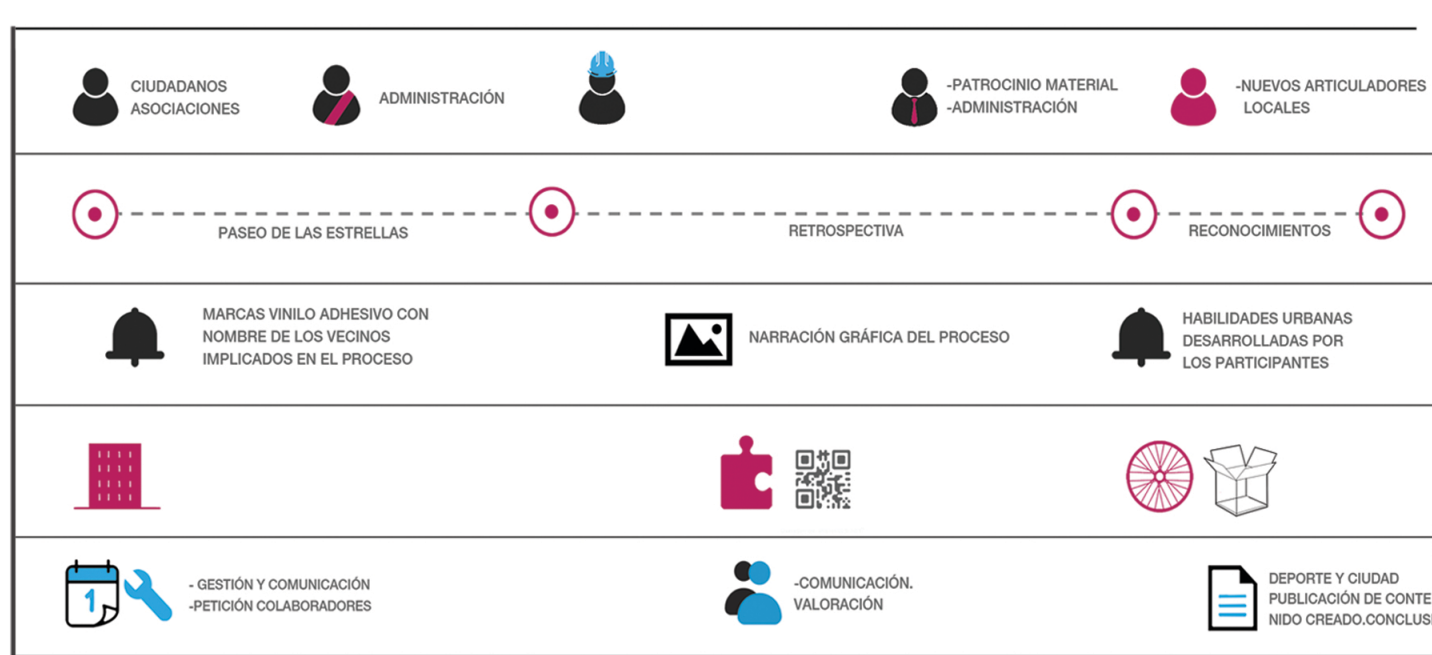 CIUDADANOS
ASOCIACIONES
ADMINISTRACIÓN
-PATROCINIO MATERIAL
-ADMINISTRACIÓN
-NUEVOS ARTICULADORES
LOCALES
PASEO DE LAS ESTRELLAS
RETROSPECTIVA
RECONOCIMIENTOS
MARCAS VINILO ADHESIVO CON
NOMBRE DE LOS VECINOS
IMPLICADOS EN EL PROCESO
NARRACIÓN GRÁFICA DEL PROCESO
HABILIDADES URBANAS
DESARROLLADAS POR
LOS PARTICIPANTES
1
- GESTIÓN Y COMUNICACIÓN
-PETICIÓN COLABORADORES
-COMUNICACIÓN.
VALORACIÓN
DEPORTE Y CIUDAD
PUBLICACIÓN DE CONTE
NIDO CREADO.CONCLUSI